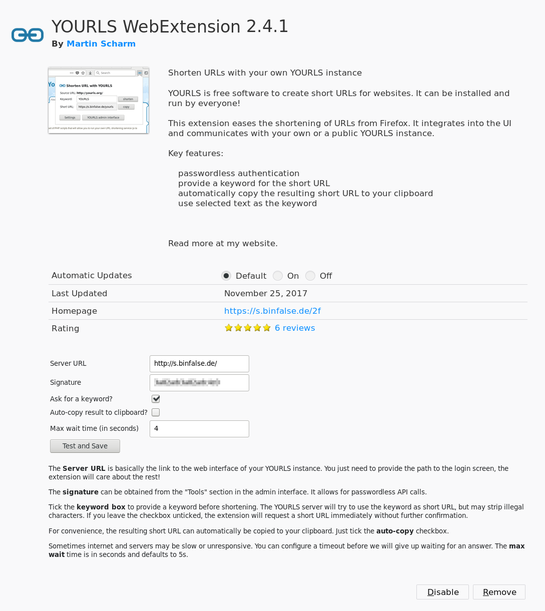 YOURLS WebExtension 2.4.1
By Martin Scharm
Shorten URLs with your own YOURLS instance
YOURLS is free software to create short URLs for websites. It can be installed and
run by everyone!
This extension eases the shortening of URLs from Firefox. It integrates into the UI
and communicates with your own or a public YOURLS instance.
Key features:
passwordless authentication
provide a keyword for the short URL
automatically copy the resulting short URL to your clipboard
use selected text as the keyword
Read more at my website.
Automatic Updates Default On Off
Last Updated November 25, 2017
Homepage https://s.binfalse.de/2f
Rating 6 reviews
Server URL http://s.binfalse.de/
Signature
Ask for a keyword?
Auto-copy result to clipboard?
Max wait time (in seconds) 4
Test and Save
The Server URL is basically the link to the web interface of your YOURLS instance. You just need to provide the path to the login screen, the
extension will care about the rest!
The signature can be obtained from the "Tools" section in the admin interface. It allows for passwordless API calls.
Tick the keyword box to provide a keyword before shortening. The YOURLS server will try to use the keyword as short URL, but may strip illegal
characters. If you leave the checkbox unticked, the extension will request a short URL immediately without further confirmation.
For convenience, the resulting short URL can automatically be copied to your clipboard. Just tick the auto-copy checkbox.
Sometimes internet and servers may be slow or unresponsive. You can configure a timeout before we will give up waiting for an answer. The max
wait time is in seconds and defaults to 5s.
Disable Remove